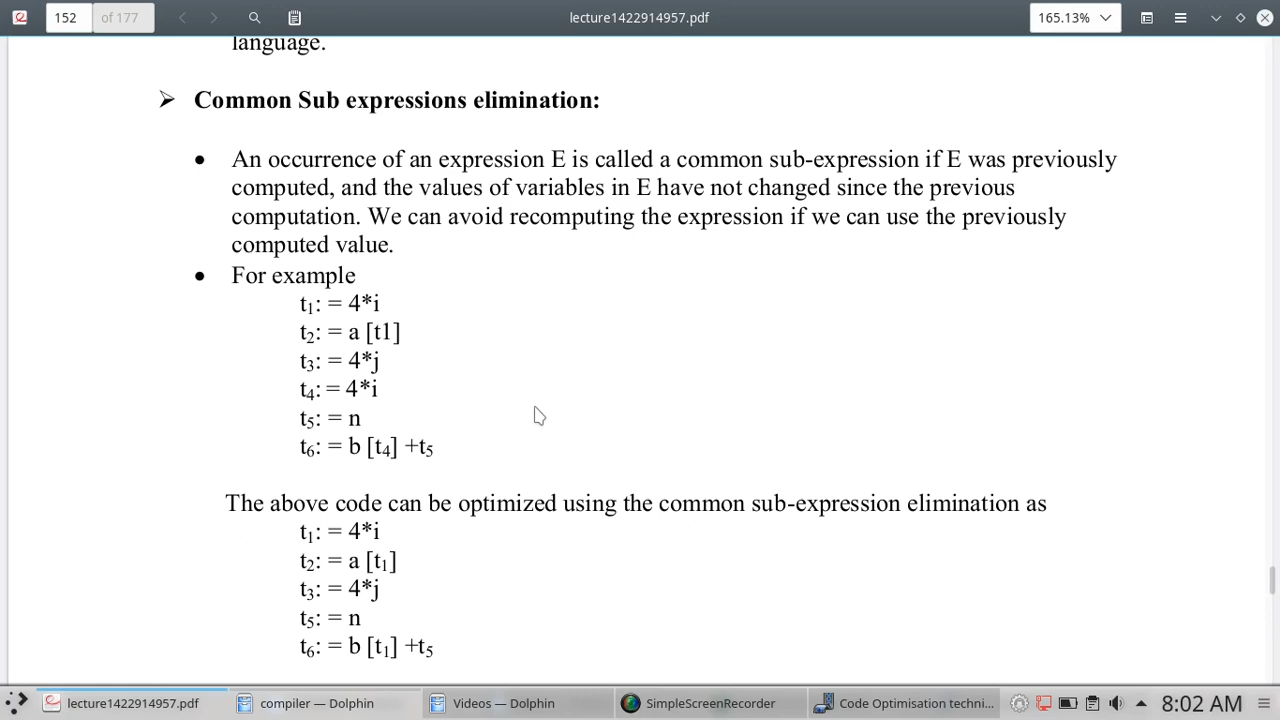 152 of 177 lecture1422914957.pdf 165.13%
language.
➢ Common Sub expressions elimination:
• An occurrence of an expression E is called a common sub-expression if E was previously
computed, and the values of variables in E have not changed since the previous
computation. We can avoid recomputing the expression if we can use the previously
computed value.
• For example
t₁: = 4*i
t₂: = a [t1]
t₃: = 4*j
t₄: = 4*i
t₅: = n
t₆: = b [t₄] +t₅
The above code can be optimized using the common sub-expression elimination as
t₁: = 4*i
t₂: = a [t₁]
t₃: = 4*j
t₅: = n
t₆: = b [t₁] +t₅
lecture1422914957.pdf compiler — Dolphin Videos — Dolphin SimpleScreenRecorder Code Optimisation techni... 8:02 AM